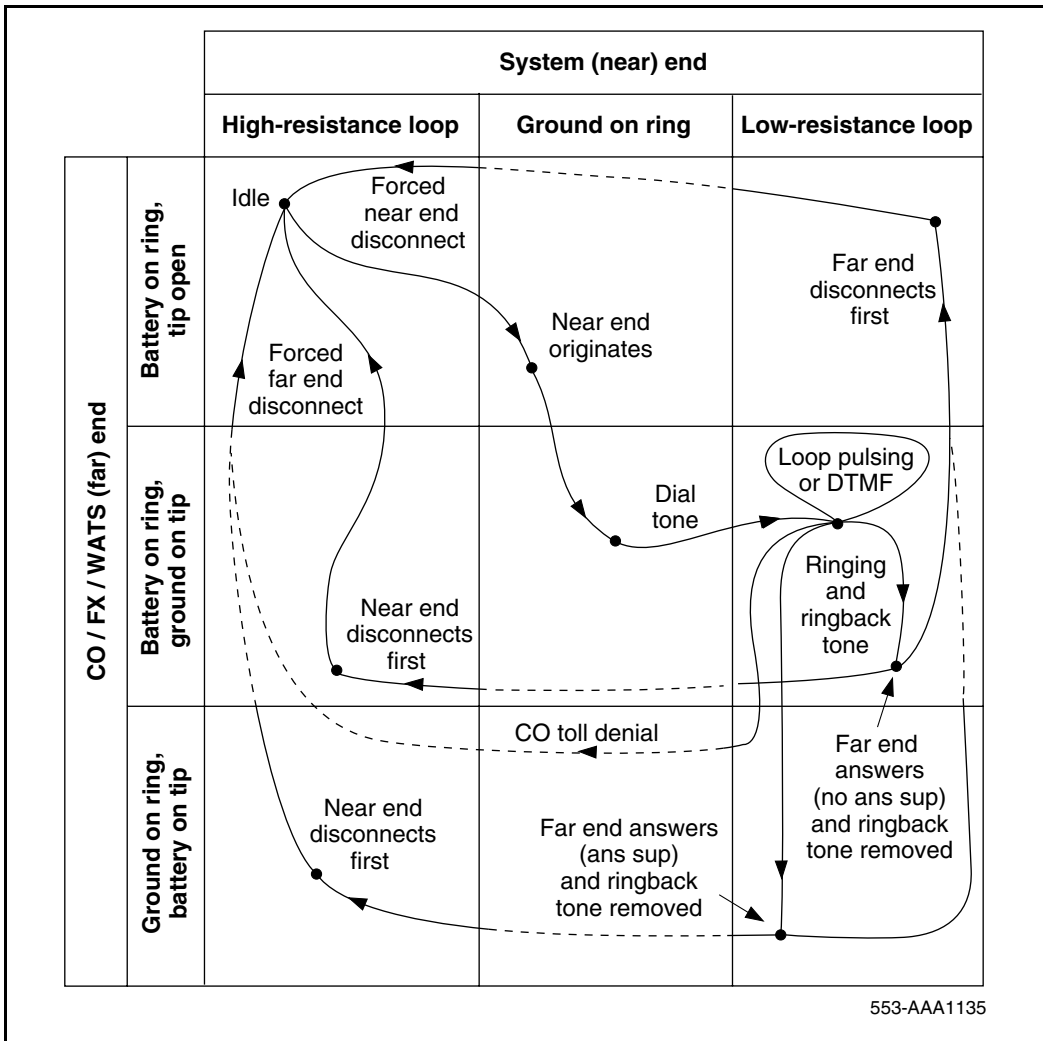 System (near) end
High-resistance loop
Ground on ring
Low-resistance loop
CO / FX / WATS (far) end
Battery on ring,
tip open
Idle
Forced
near end
disconnect
Forced
far end
disconnect
Near end
originates
Far end
disconnects
first
Battery on ring,
ground on tip
Loop pulsing
or DTMF
Dial
tone
Ringing
and
ringback
tone
Near end
disconnects
first
Ground on ring,
battery on tip
CO toll denial
Near end
disconnects
first
Far end answers
(ans sup)
and ringback
tone removed
Far end
answers
(no ans sup)
and ringback
tone removed
553-AAA1135